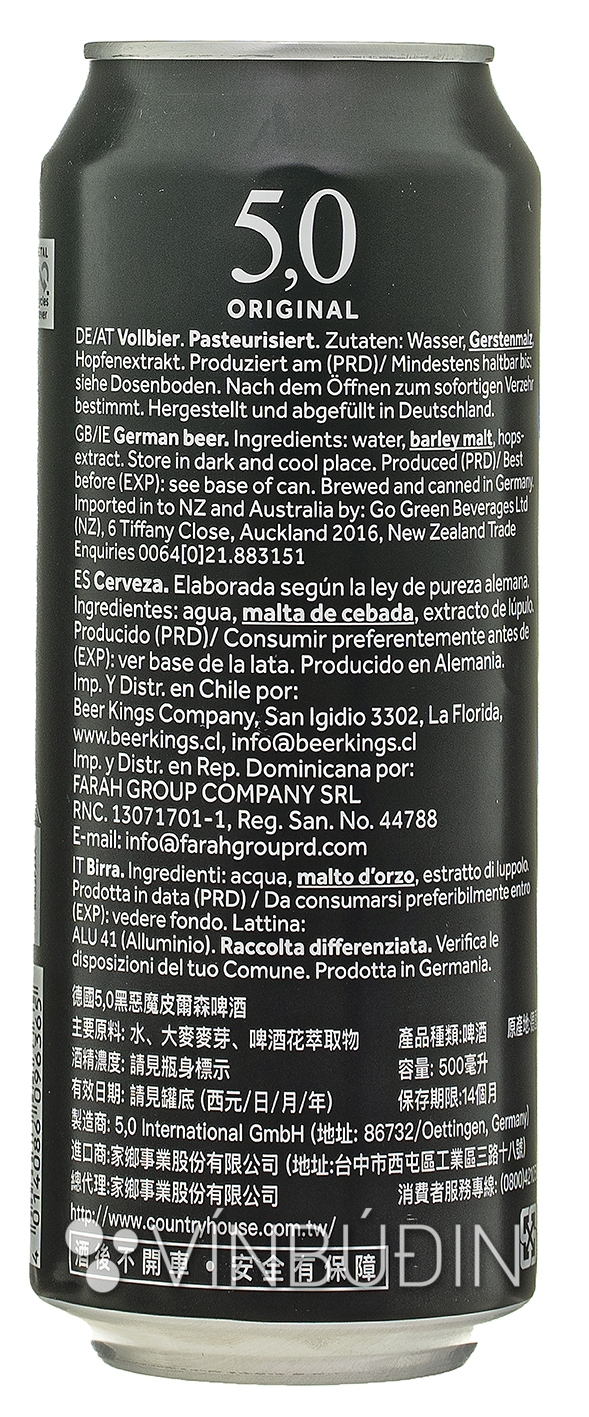 5,0
ORIGINAL
DE/AT Vollbier. Pasteurisiert. Zutaten: Wasser, Gerstenmalz,
Hopfenextrakt. Produziert am (PRD)/ Mindestens haltbar bis:
siehe Dosenboden. Nach dem Öffnen zum sofortigen Verzehr
bestimmt. Hergestellt und abgefüllt in Deutschland.
GB/IE German beer. Ingredients: water, barley malt, hops-
extract. Store in dark and cool place. Produced (PRD)/ Best
before (EXP): see base of can. Brewed and canned in Germany.
Imported in to NZ and Australia by: Go Green Beverages Ltd
(NZ), 6 Tiffany Close, Auckland 2016, New Zealand Trade
Enquiries 0064[0]21.883151
ES Cerveza. Elaborada según la ley de pureza alemana.
Ingredientes: agua, malta de cebada, extracto de lúpulo.
Producido (PRD)/ Consumir preferentemente antes de
(EXP): ver base de la lata. Producido en Alemania.
Imp. Y Distr. en Chile por:
Beer Kings Company, San Igidio 3302, La Florida,
www.beerkings.cl, info@beerkings.cl
Imp. y Distr. en Rep. Dominicana por:
FARAH GROUP COMPANY SRL
RNC. 13071701-1, Reg. San. No. 44788
E-mail: info@farahgrouprd.com
IT Birra. Ingredienti: acqua, malto d'orzo, estratto di luppolo.
Prodotta in data (PRD) / Da consumarsi preferibilmente entro
(EXP): vedere fondo. Lattina:
ALU 41 (Alluminio). Raccolta differenziata. Verifica le
disposizioni del tuo Comune. Prodotta in Germania.
德國5,0黑惡魔皮爾森啤酒
主要原料: 水、大麥麥芽、啤酒花萃取物 產品種類:啤酒 原產地:
酒精濃度: 請見瓶身標示 容量: 500毫升
有效日期: 請見罐底 (西元/日/月/年) 保存期限:14個月
製造商: 5,0 International GmbH (地址: 86732/Oettingen, Germany)
進口商:家鄉事業股份有限公司 (地址:台中市西屯區工業區三路十八號)
總代理:家鄉事業股份有限公司 消費者服務專線: (0800)
http://www.countryhouse.com.tw/
酒後不開車·安全有保障
VÍNBÚÐIN